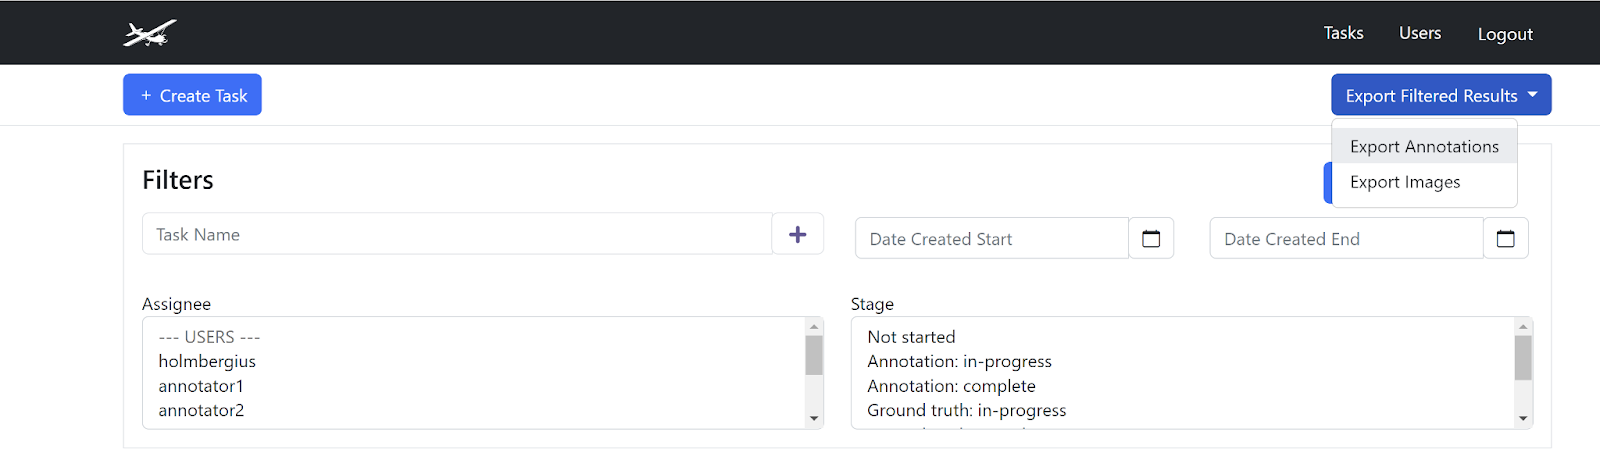 Tasks Users Logout
+ Create Task
Export Filtered Results
Export Annotations
Export Images
Filters
Task Name
Date Created Start
Date Created End
Assignee
--- USERS ---
holmbergius
annotator1
annotator2
Stage
Not started
Annotation: in-progress
Annotation: complete
Ground truth: in-progress